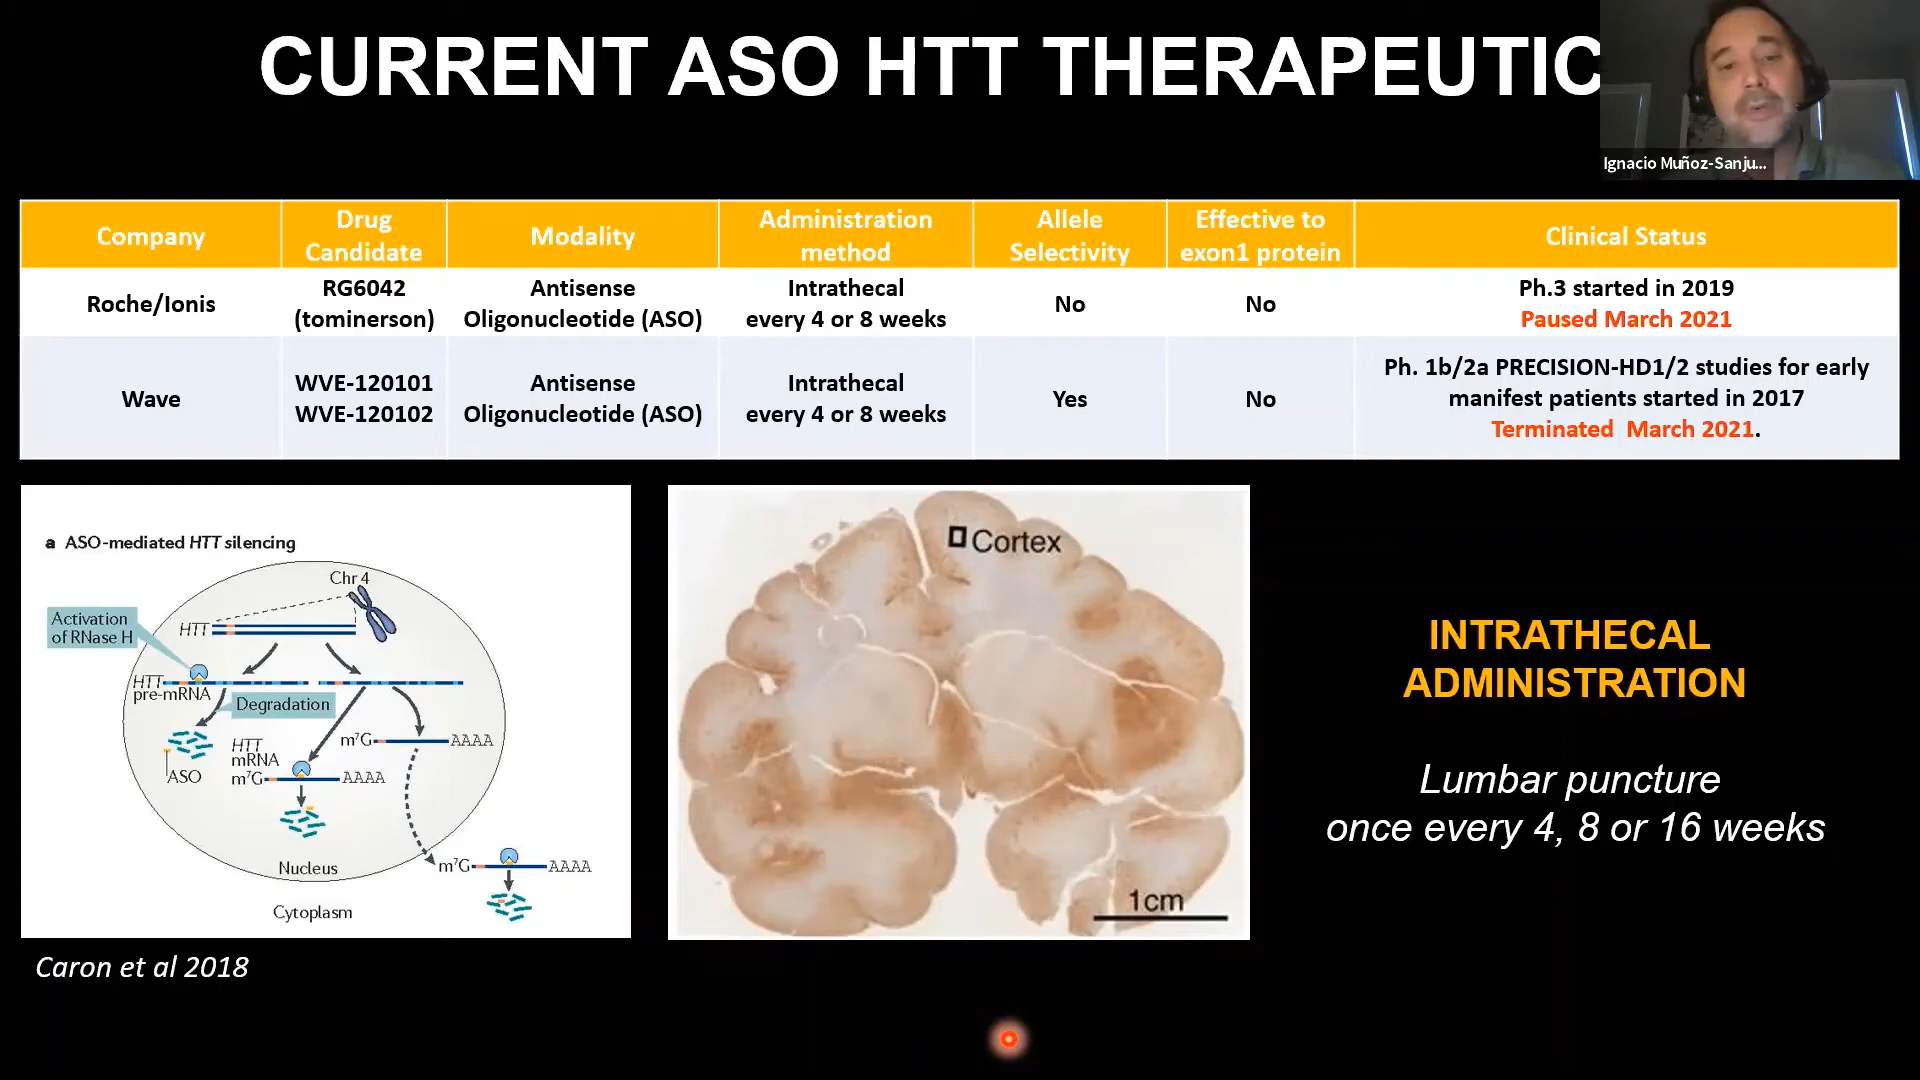 CURRENT ASO HTT THERAPEUTIC
Ignacio Muñoz-Sanju...
Company
Drug
Candidate
Modality
Administration
method
Allele
Selectivity
Effective to
exon1 protein
Clinical Status
Roche/Ionis
RG6042
(tominerson)
Antisense
Oligonucleotide (ASO)
Intrathecal
every 4 or 8 weeks
No
No
Ph.3 started in 2019
Paused March 2021
Wave
WVE-120101
WVE-120102
Antisense
Oligonucleotide (ASO)
Intrathecal
every 4 or 8 weeks
Yes
No
Ph. 1b/2a PRECISION-HD1/2 studies for early
manifest patients started in 2017
Terminated March 2021.
a ASO-mediated HTT silencing
Chr 4
Activation
of RNase H
HTT
HTT
pre-mRNA
Degradation
ASO
HTT
mRNA
m⁷G
AAAA
m⁷G
AAAA
Nucleus
m⁷G
AAAA
Cytoplasm
Caron et al 2018
Cortex
1cm
INTRATHECAL
ADMINISTRATION
Lumbar puncture
once every 4, 8 or 16 weeks